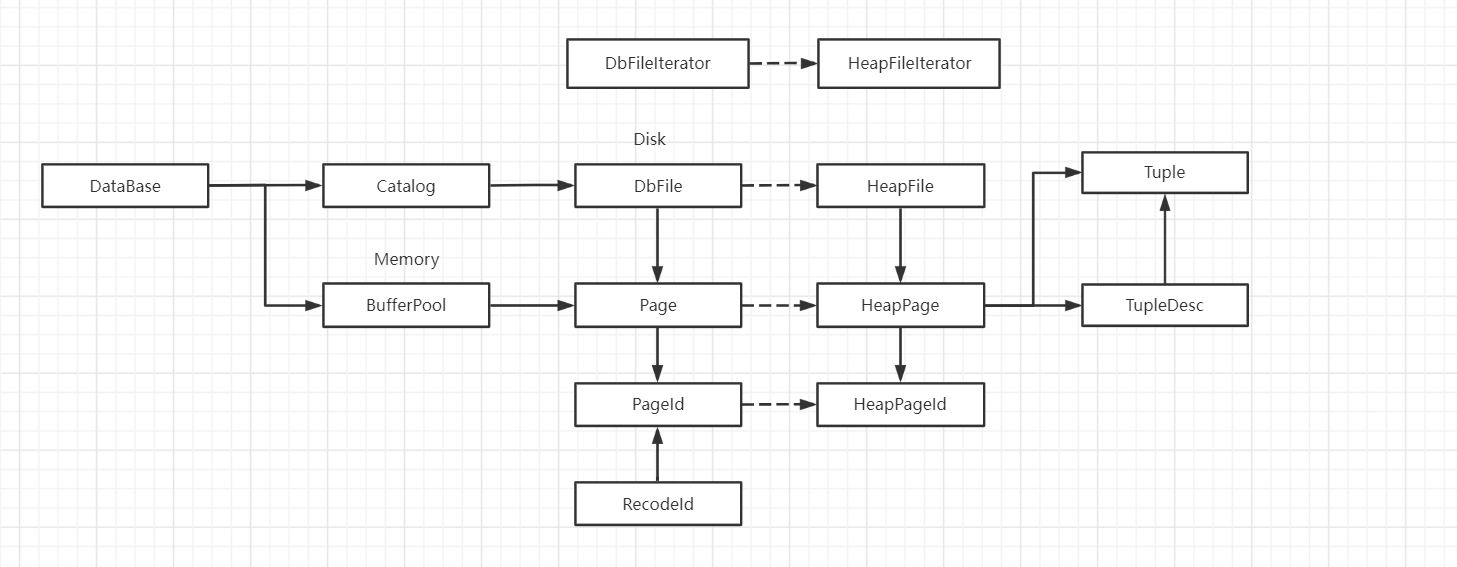 DbFileIterator
HeapFileIterator
Disk
DataBase
Catalog
DbFile
HeapFile
Tuple
Memory
BufferPool
Page
HeapPage
TupleDesc
PageId
HeapPageId
RecodeId